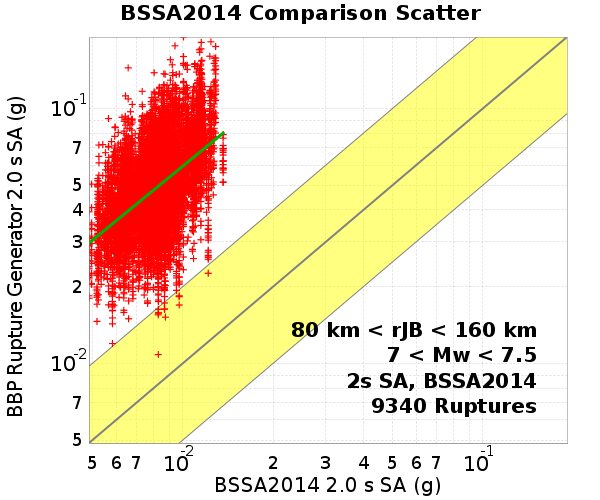 BSSA2014 Comparison Scatter
BBP Rupture Generator 2.0 s SA (g)
10^-1
7
5
4
3
2
10^-2
7
5
80 km < rJB < 160 km
7 < Mw < 7.5
2s SA, BSSA2014
9340 Ruptures
5 6 7 10^-2 2 3 4 5 6 7 10^-1
BSSA2014 2.0 s SA (g)